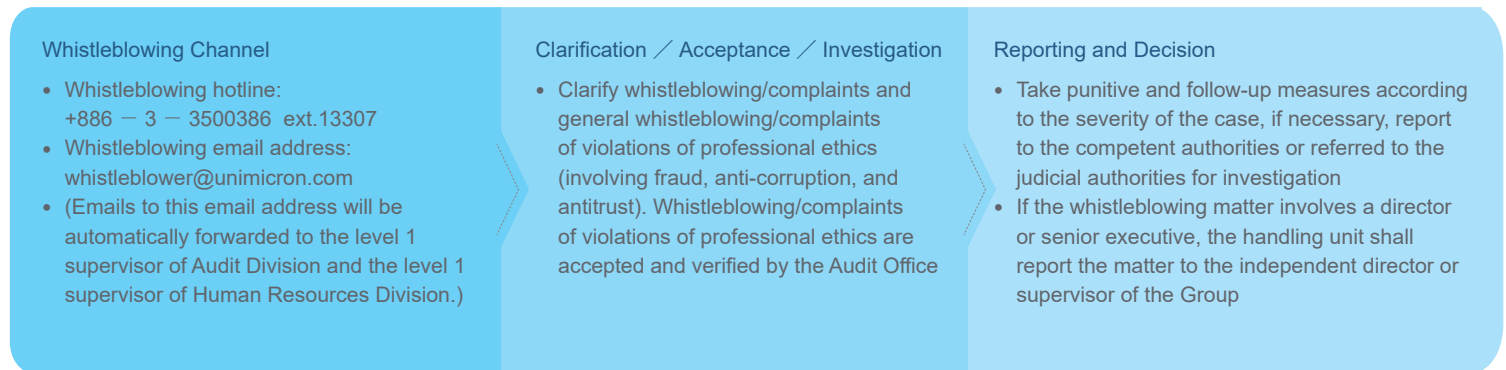 Whistleblowing Channel
• Whistleblowing hotline:
+886 － 3 － 3500386 ext.13307
• Whistleblowing email address:
whistleblower@unimicron.com
• (Emails to this email address will be
automatically forwarded to the level 1
supervisor of Audit Division and the level 1
supervisor of Human Resources Division.)
Clarification ／ Acceptance ／ Investigation
• Clarify whistleblowing/complaints and
general whistleblowing/complaints
of violations of professional ethics
(involving fraud, anti-corruption, and
antitrust). Whistleblowing/complaints
of violations of professional ethics are
accepted and verified by the Audit Office
Reporting and Decision
• Take punitive and follow-up measures according
to the severity of the case, if necessary, report
to the competent authorities or referred to the
judicial authorities for investigation
• If the whistleblowing matter involves a director
or senior executive, the handling unit shall
report the matter to the independent director or
supervisor of the Group